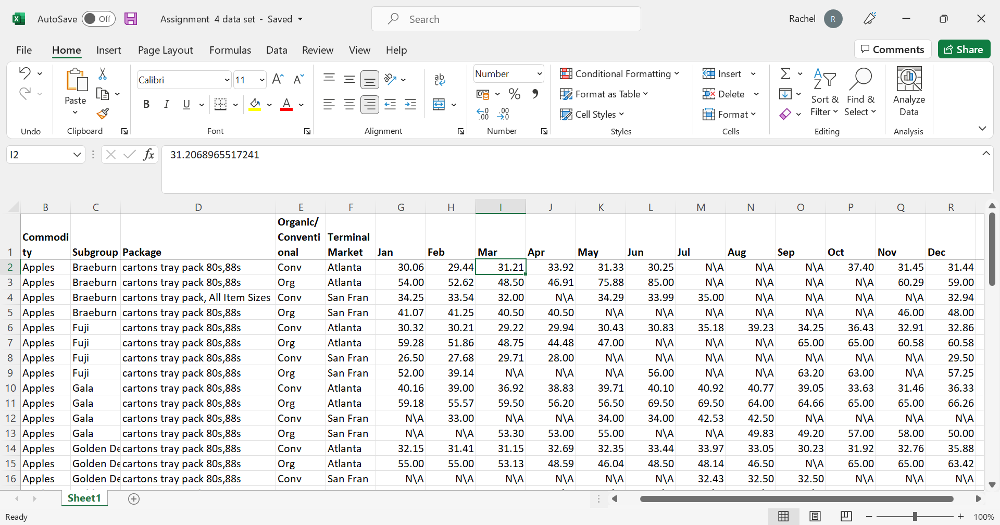 AutoSave Off Assignment 4 data set - Saved Search Rachel R
File Home Insert Page Layout Formulas Data Review View Help Comments Share
Paste Calibri 11 B I U ab Number % Conditional Formatting Format as Table Cell Styles Insert Delete Format Sort & Filter Find & Select Analyze Data
Undo Clipboard Font Alignment Number Styles Cells Editing Analysis
I2 fx 31.2068965517241
B C D E F G H I J K L M N O P Q R
1 Commodity Subgroup Package Organic/Conventional Terminal Market Jan Feb Mar Apr May Jun Jul Aug Sep Oct Nov Dec
2 Apples Braeburn cartons tray pack 80s,88s Conv Atlanta 30.06 29.44 31.21 33.92 31.33 30.25 N\A N\A N\A 37.40 31.45 31.44
3 Apples Braeburn cartons tray pack 80s,88s Org Atlanta 54.00 52.62 48.50 46.91 75.88 85.00 N\A N\A N\A N\A 60.29 59.00
4 Apples Braeburn cartons tray pack, All Item Sizes Conv San Fran 34.25 33.54 32.00 N\A 34.29 33.99 35.00 N\A N\A N\A N\A 32.94
5 Apples Braeburn cartons tray pack 80s,88s Org San Fran 41.07 41.25 40.50 40.50 N\A N\A N\A N\A N\A N\A 46.00 48.00
6 Apples Fuji cartons tray pack 80s,88s Conv Atlanta 30.32 30.21 29.22 29.94 30.43 30.83 35.18 39.23 34.25 36.43 32.91 32.86
7 Apples Fuji cartons tray pack 80s,88s Org Atlanta 59.28 51.86 48.75 44.48 47.00 N\A N\A N\A 65.00 65.00 60.58 60.58
8 Apples Fuji cartons tray pack 80s,88s Conv San Fran 26.50 27.68 29.71 28.00 N\A N\A N\A N\A N\A N\A N\A 29.50
9 Apples Fuji cartons tray pack 80s,88s Org San Fran 52.00 39.14 N\A N\A N\A 56.00 N\A N\A 63.20 63.00 N\A 57.25
10 Apples Gala cartons tray pack 80s,88s Conv Atlanta 40.16 39.00 36.92 38.83 39.71 40.10 40.92 40.77 39.05 33.63 31.46 36.33
11 Apples Gala cartons tray pack 80s,88s Org Atlanta 59.18 55.57 59.50 56.20 56.50 69.50 69.50 64.00 64.66 65.00 65.00 66.26
12 Apples Gala cartons tray pack 80s,88s Conv San Fran N\A 33.00 N\A N\A 34.00 34.00 42.53 42.50 N\A N\A N\A N\A
13 Apples Gala cartons tray pack 80s,88s Org San Fran N\A N\A 53.30 53.00 55.00 N\A N\A 49.83 49.20 57.00 58.00 50.00
14 Apples Golden De cartons tray pack 80s,88s Conv Atlanta 32.15 31.41 31.15 32.69 32.35 33.44 33.97 33.05 30.23 31.92 32.76 35.88
15 Apples Golden De cartons tray pack 80s,88s Org Atlanta 55.00 55.00 53.13 48.59 46.04 48.50 48.14 46.50 N\A 65.00 65.00 63.42
16 Apples Golden De cartons tray pack 80s,88s Conv San Fran N\A N\A N\A N\A N\A N\A 32.43 32.50 32.50 N\A N\A N\A
Sheet1
Ready 100%